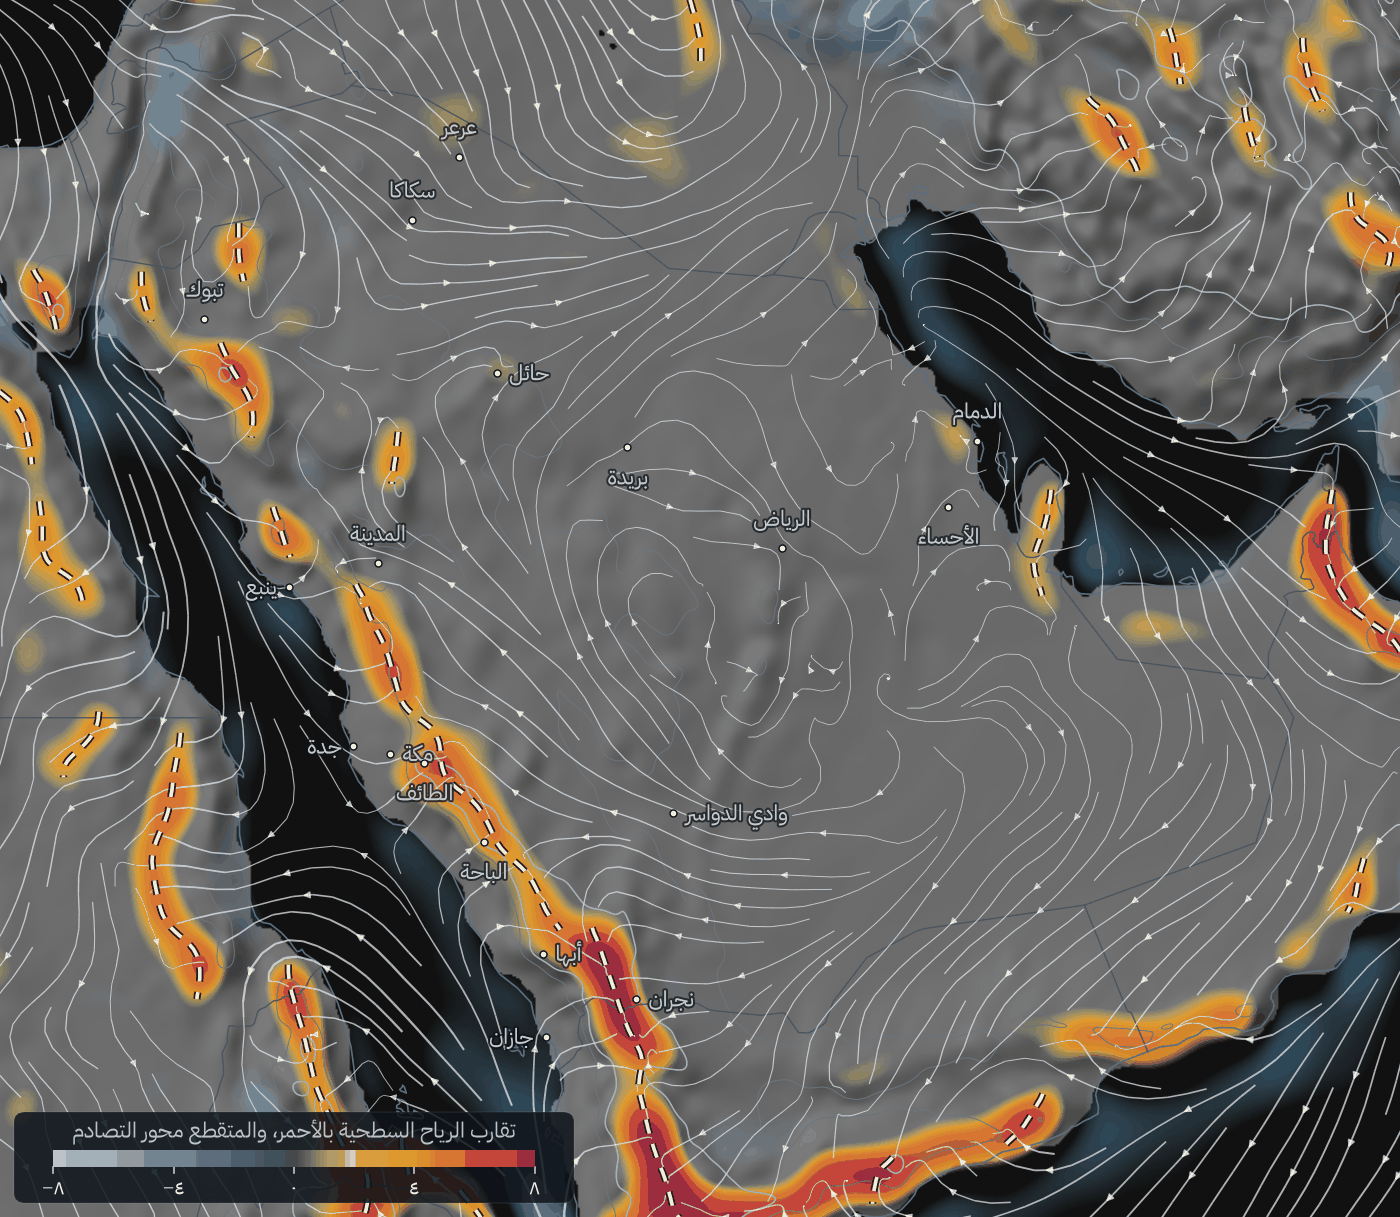 عرعر
سكاكا
تبوك
حائل
الدمام
بريدة
الرياض
الأحساء
المدينة
ينبع
جدة
مكة
الطائف
وادي الدواسر
الباحة
أبها
نجران
جازان
تقارب الرياح السطحية بالأحمر، والمتقطع محور التصادم
−٨ −٤ ٠ ٤ ٨